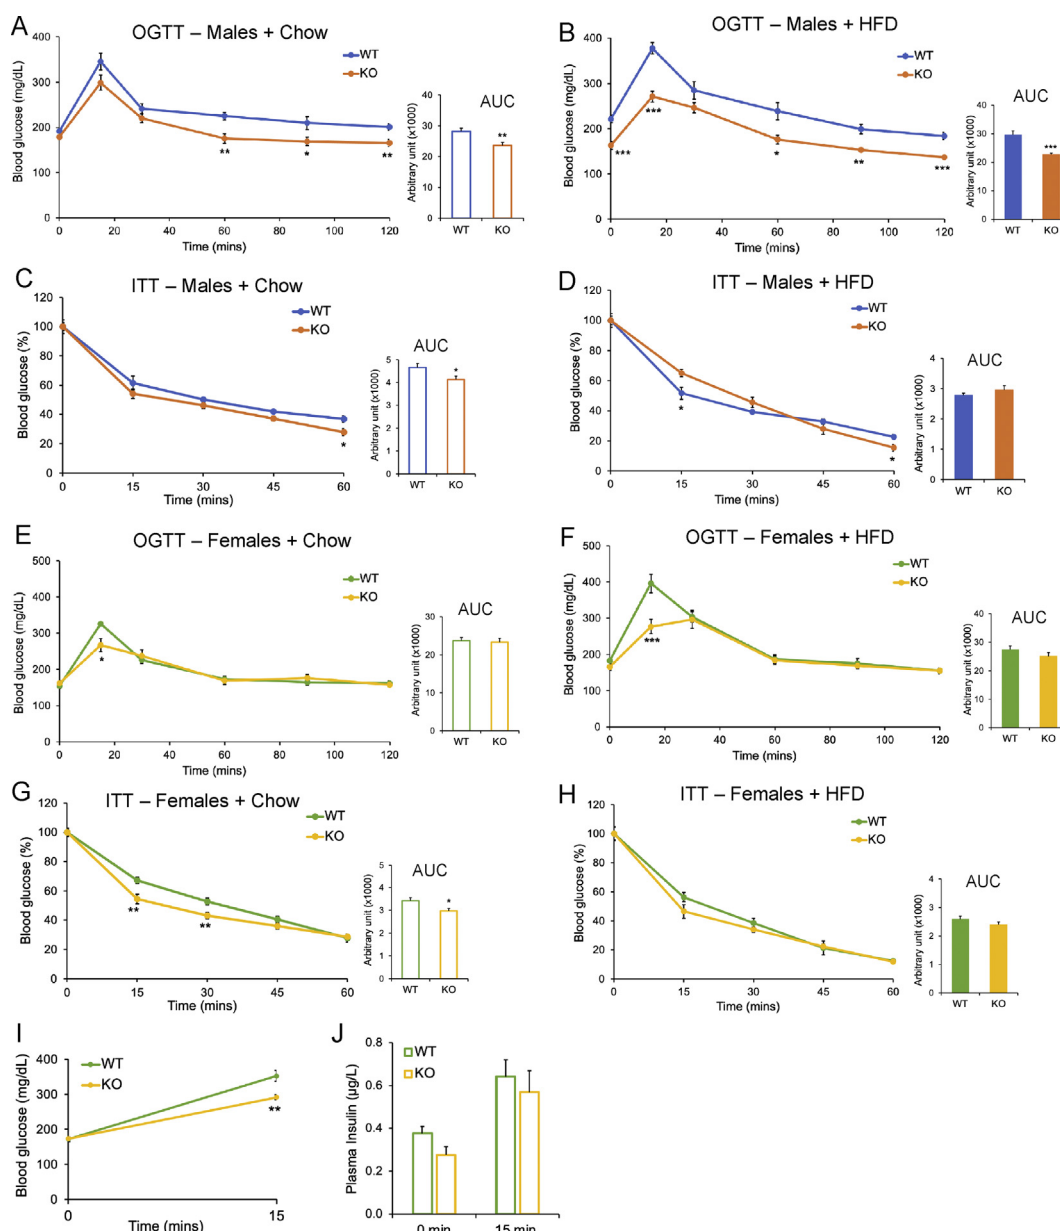 A
OGTT – Males + Chow
Blood glucose (mg/dL)
400
300
200
100
0
WT
KO
**
*
**
0 20 40 60 80 100 120
Time (mins)
AUC
Arbitrary unit (x1000)
40
30
20
10
0
**
WT KO
B
OGTT – Males + HFD
Blood glucose (mg/dL)
400
300
200
100
0
WT
KO
***
***
*
**
***
0 20 40 60 80 100 120
Time (mins)
AUC
Arbitrary unit (x1000)
40
30
20
10
0
***
WT KO
C
ITT – Males + Chow
Blood glucose (%)
120
100
80
60
40
20
0
WT
KO
*
0 15 30 45 60
Time (mins)
AUC
Arbitrary unit (x1000)
5
4
3
2
1
0
*
WT KO
D
ITT – Males + HFD
Blood glucose (%)
120
100
80
60
40
20
0
WT
KO
*
*
0 15 30 45 60
Time (mins)
AUC
Arbitrary unit (x1000)
4
3
2
1
0
WT KO
E
OGTT – Females + Chow
Blood glucose (mg/dL)
500
400
300
200
100
0
WT
KO
*
0 20 40 60 80 100 120
Time (mins)
AUC
Arbitrary unit (x1000)
30
20
10
0
WT KO
F
OGTT – Females + HFD
Blood glucose (mg/dL)
500
400
300
200
100
0
WT
KO
***
0 20 40 60 80 100 120
Time (mins)
AUC
Arbitrary unit (x1000)
40
30
20
10
0
WT KO
G
ITT – Females + Chow
Blood glucose (%)
120
100
80
60
40
20
0
WT
KO
**
**
0 15 30 45 60
Time (mins)
AUC
Arbitrary unit (x1000)
5
4
3
2
1
0
*
WT KO
H
ITT – Females + HFD
Blood glucose (%)
120
100
80
60
40
20
0
WT
KO
0 15 30 45 60
Time (mins)
AUC
Arbitrary unit (x1000)
4
3
2
1
0
WT KO
I
Blood glucose (mg/dL)
400
300
200
100
0
WT
KO
**
0 15
Time (mins)
J
Plasma Insulin (µg/L)
0.8
0.6
0.4
0.2
0.0
WT
KO
0 min 15 min